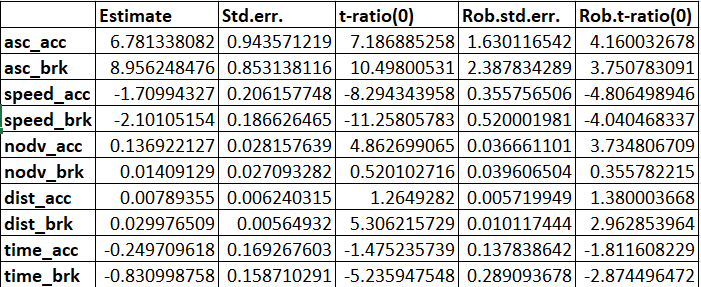 Estimate Std.err. t-ratio(0) Rob.std.err. Rob.t-ratio(0)
asc_acc 6.781338082 0.943571219 7.186885258 1.630116542 4.160032678
asc_brk 8.956248476 0.853138116 10.49800531 2.387834289 3.750783091
speed_acc -1.70994327 0.206157748 -8.294343958 0.355756506 -4.806498946
speed_brk -2.10105154 0.186626465 -11.25805783 0.520001981 -4.040468337
nodv_acc 0.136922127 0.028157639 4.862699065 0.036661101 3.734806709
nodv_brk 0.01409129 0.027093282 0.520102716 0.039606504 0.355782215
dist_acc 0.00789355 0.006240315 1.2649282 0.005719949 1.380003668
dist_brk 0.029976509 0.00564932 5.306215729 0.010117444 2.962853964
time_acc -0.249709618 0.169267603 -1.475235739 0.137838642 -1.811608229
time_brk -0.830998758 0.158710291 -5.235947548 0.289093678 -2.874496472